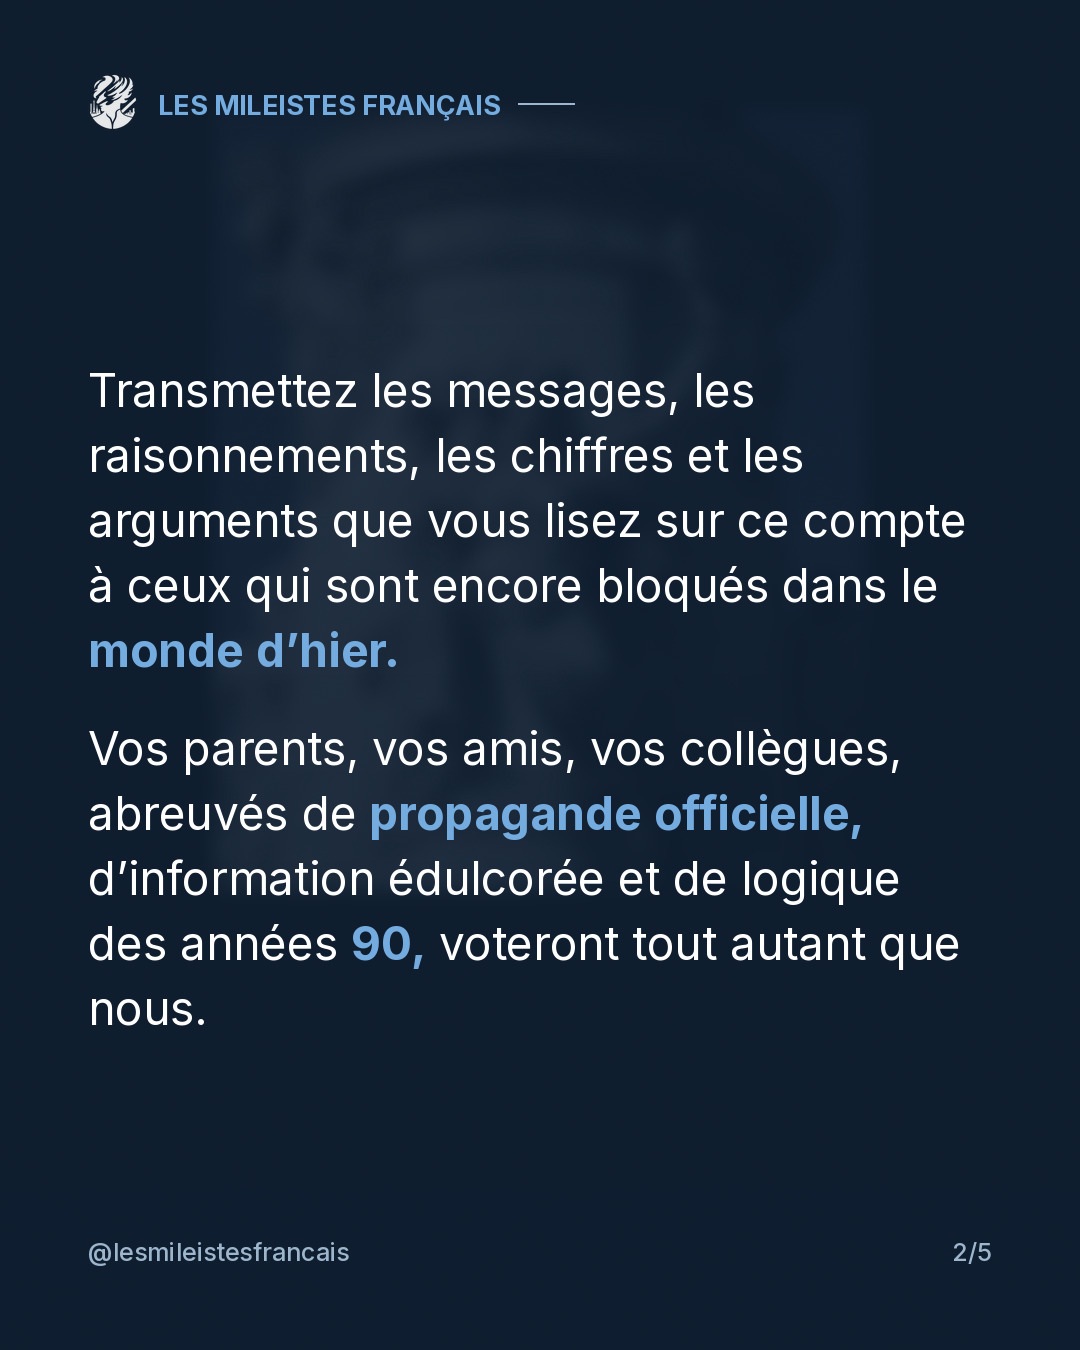 LES MILEISTES FRANÇAIS
Transmettez les messages, les
raisonnements, les chiffres et les
arguments que vous lisez sur ce compte
à ceux qui sont encore bloqués dans le
monde d’hier.
Vos parents, vos amis, vos collègues,
abreuvés de propagande officielle,
d’information édulcorée et de logique
des années 90, voteront tout autant que
nous.
@lesmileistesfrancais
2/5